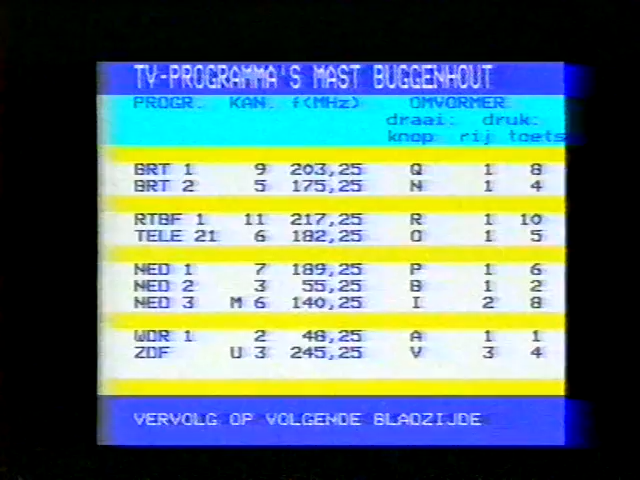 TV-PROGRAMMA'S MAST BUGGENHOUT
PROGR. KAN. f(MHz) OMVORMER
draai- druk-
knop rij toets
BRT 1 9 203,25 Q 1 8
BRT 2 5 175,25 N 1 4
RTBF 1 11 217,25 R 1 10
TELE 21 6 182,25 O 1 5
NED 1 7 189,25 P 1 6
NED 2 3 55,25 B 1 2
NED 3 M 6 140,25 I 2 8
WDR 1 2 48,25 A 1 1
ZDF U 3 245,25 V 3 4
VERVOLG OP VOLGENDE BLADZIJDE